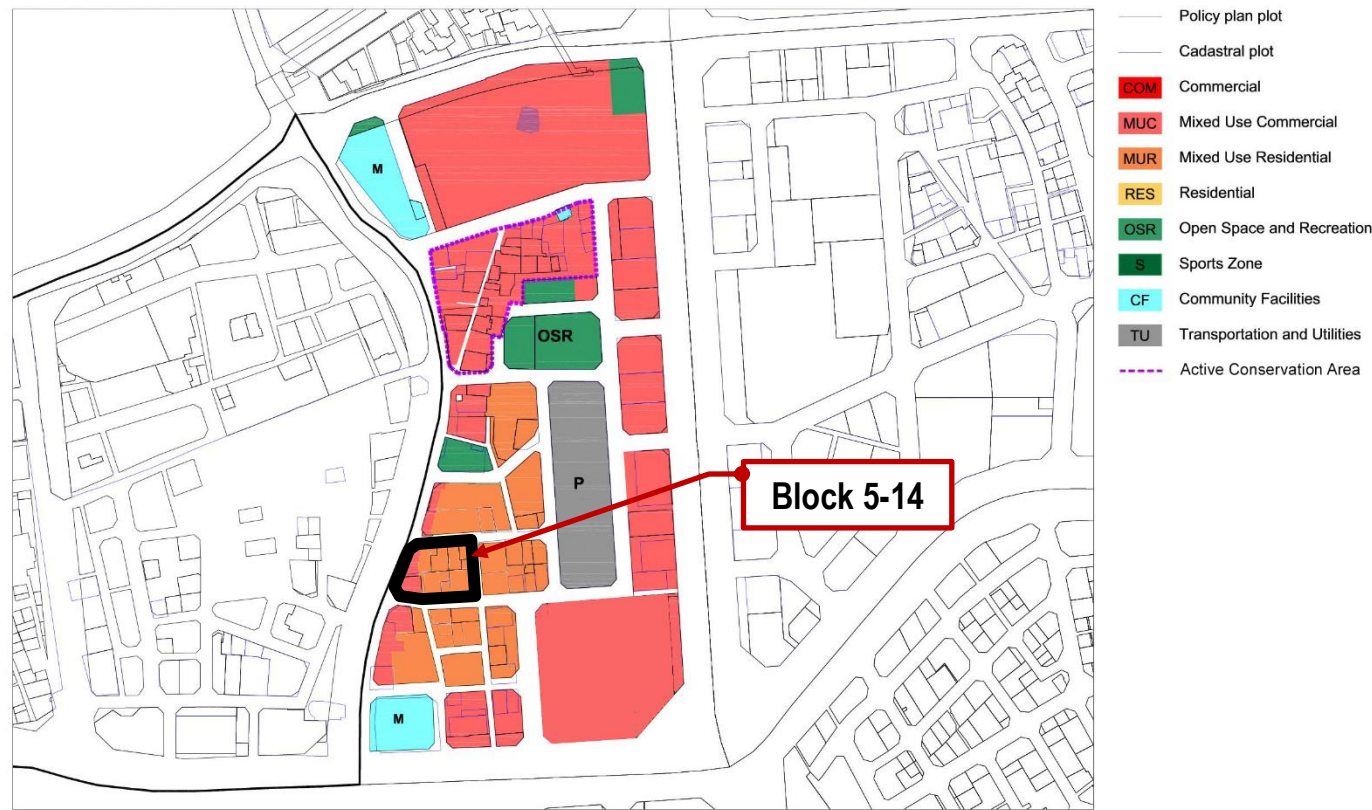 Policy plan plot
Cadastral plot
COM Commercial
MUC Mixed Use Commercial
MUR Mixed Use Residential
RES Residential
OSR Open Space and Recreation
S Sports Zone
CF Community Facilities
TU Transportation and Utilities
Active Conservation Area
M
OSR
P
Block 5-14
M